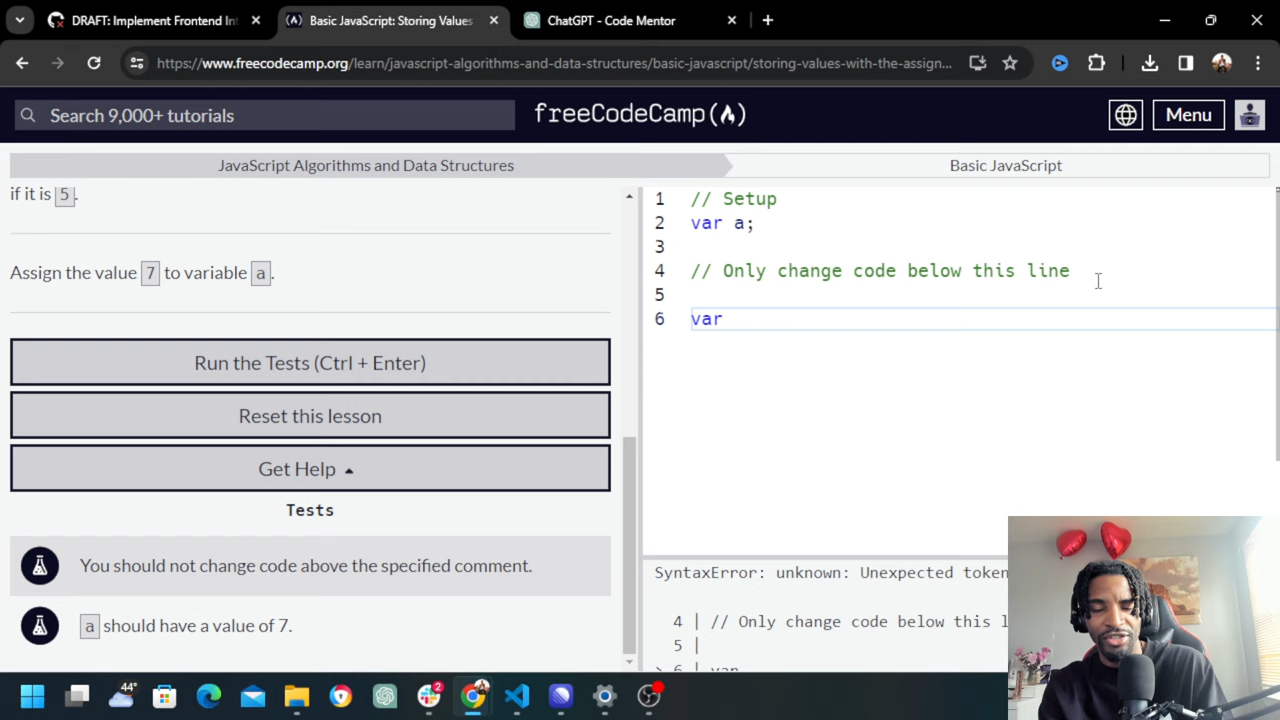 DRAFT: Implement Frontend Int
Basic JavaScript: Storing Values
ChatGPT - Code Mentor
https://www.freecodecamp.org/learn/javascript-algorithms-and-data-structures/basic-javascript/storing-values-with-the-assign...
Search 9,000+ tutorials
freeCodeCamp
Menu
JavaScript Algorithms and Data Structures
Basic JavaScript
if it is 5.
Assign the value 7 to variable a.
Run the Tests (Ctrl + Enter)
Reset this lesson
Get Help
Tests
You should not change code above the specified comment.
a should have a value of 7.
1 // Setup
2 var a;
3
4 // Only change code below this line
5
6 var
SyntaxError: unknown: Unexpected token
4 | // Only change code below this l
5 |
> 6 | var
44°
2